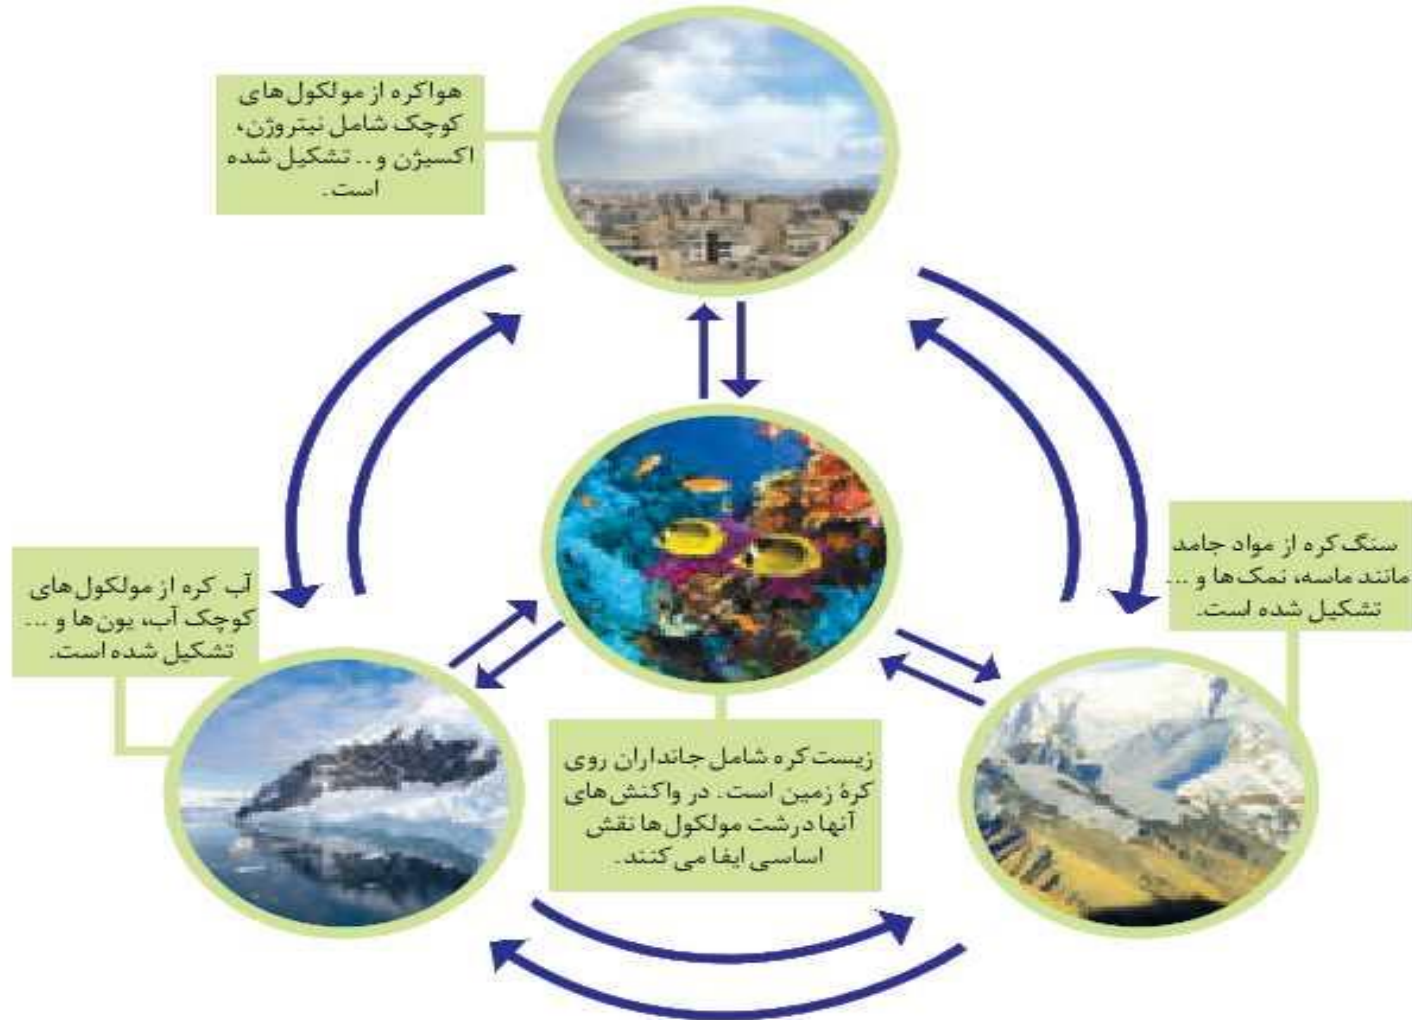 هواکره از مولکول‌های
کوچک شامل نیتروژن،
اکسیژن و .. تشکیل شده
است.
سنگ کره از مواد جامد
مانند ماسه، نمک‌ها و ...
تشکیل شده است.
آب کره از مولکول‌های
کوچک آب، یون‌ها و ...
تشکیل شده است.
زیست کره شامل جانداران روی
کرهٔ زمین است. در واکنش‌های
آنها درشت مولکول‌ها نقش
اساسی ایفا می‌کنند.